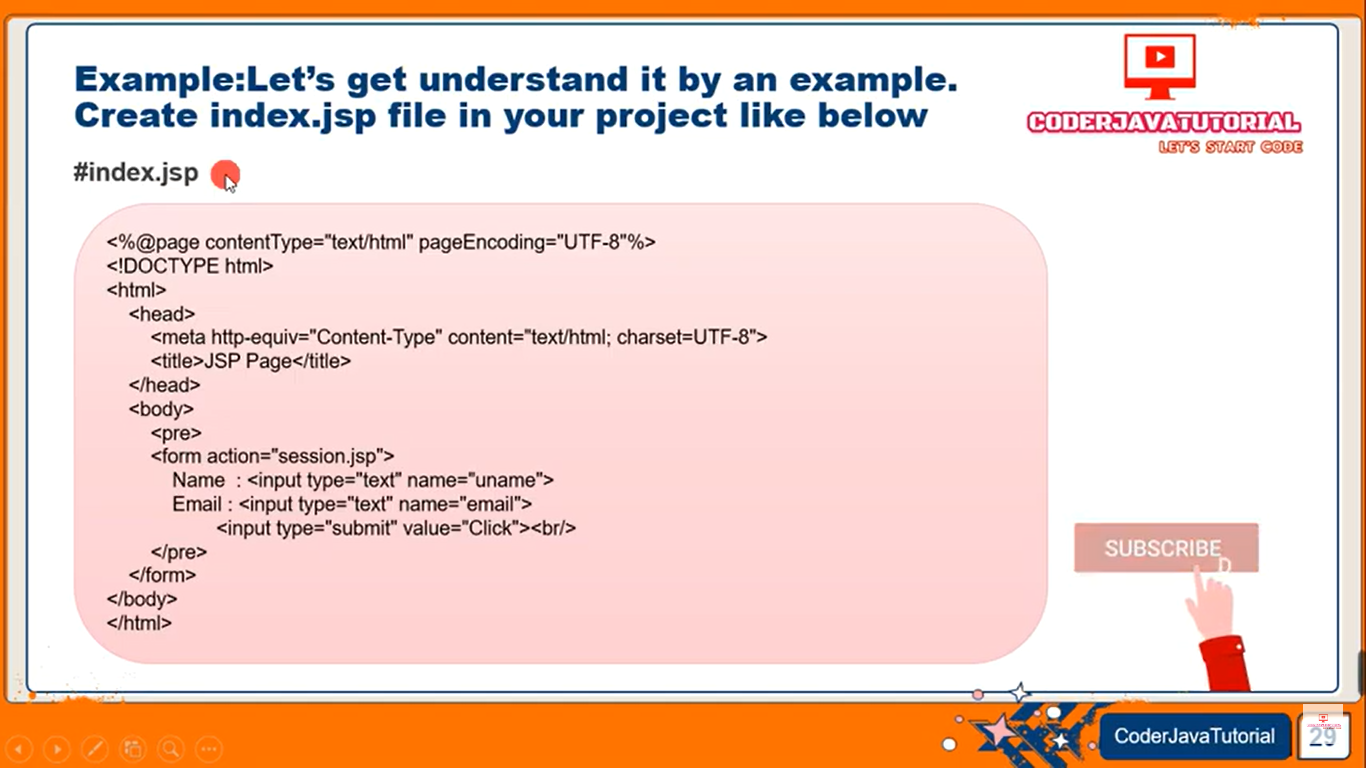 Example:Let’s get understand it by an example.
Create index.jsp file in your project like below
CODERJAVATUTORIAL
LET'S START CODE
#index.jsp
<%@page contentType="text/html" pageEncoding="UTF-8"%>
<!DOCTYPE html>
<html>
<head>
<meta http-equiv="Content-Type" content="text/html; charset=UTF-8">
<title>JSP Page</title>
</head>
<body>
<pre>
<form action="session.jsp">
Name : <input type="text" name="uname">
Email : <input type="text" name="email">
<input type="submit" value="Click"><br/>
</pre>
</form>
</body>
</html>
SUBSCRIBE
D
CoderJavaTutorial
29